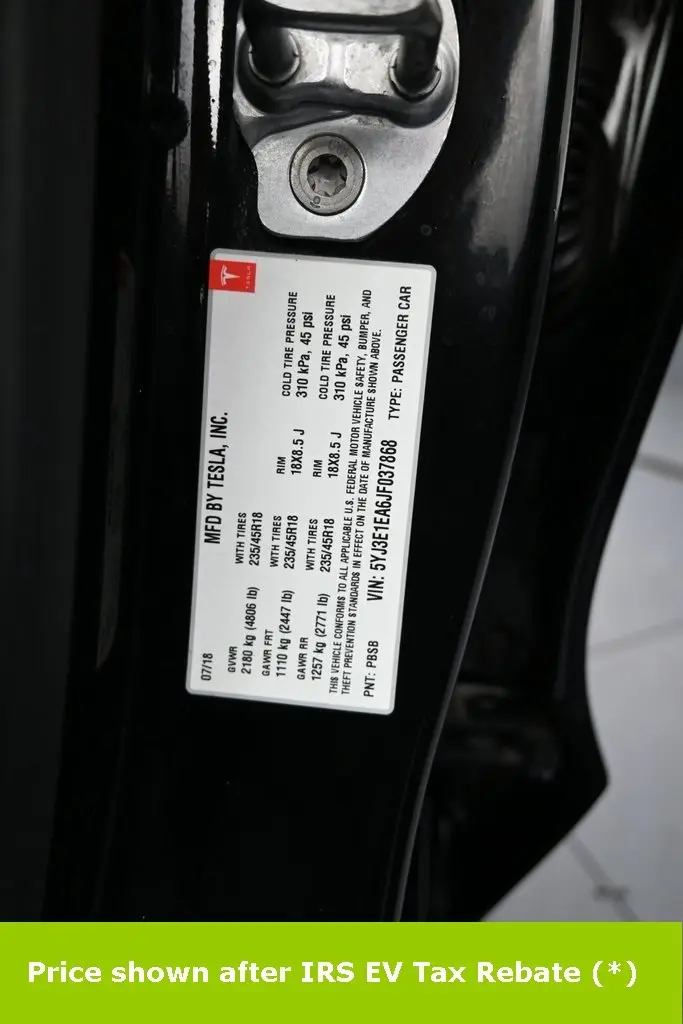 TESLA
MFD BY TESLA, INC.
07/18
GVWR
2180 kg (4806 lb)
WITH TIRES
235/45R18
GAWR FRT
1110 kg (2447 lb)
WITH TIRES
235/45R18
RIM
18X8.5 J
COLD TIRE PRESSURE
310 kPa, 45 psi
GAWR RR
1257 kg (2771 lb)
WITH TIRES
235/45R18
RIM
18X8.5 J
COLD TIRE PRESSURE
310 kPa, 45 psi
THIS VEHICLE CONFORMS TO ALL APPLICABLE U.S. FEDERAL MOTOR VEHICLE SAFETY, BUMPER, AND
THEFT PREVENTION STANDARDS IN EFFECT ON THE DATE OF MANUFACTURE SHOWN ABOVE.
PNT: PBSB VIN: 5YJ3E1EA6JF037868 TYPE: PASSENGER CAR
Price shown after IRS EV Tax Rebate (*)